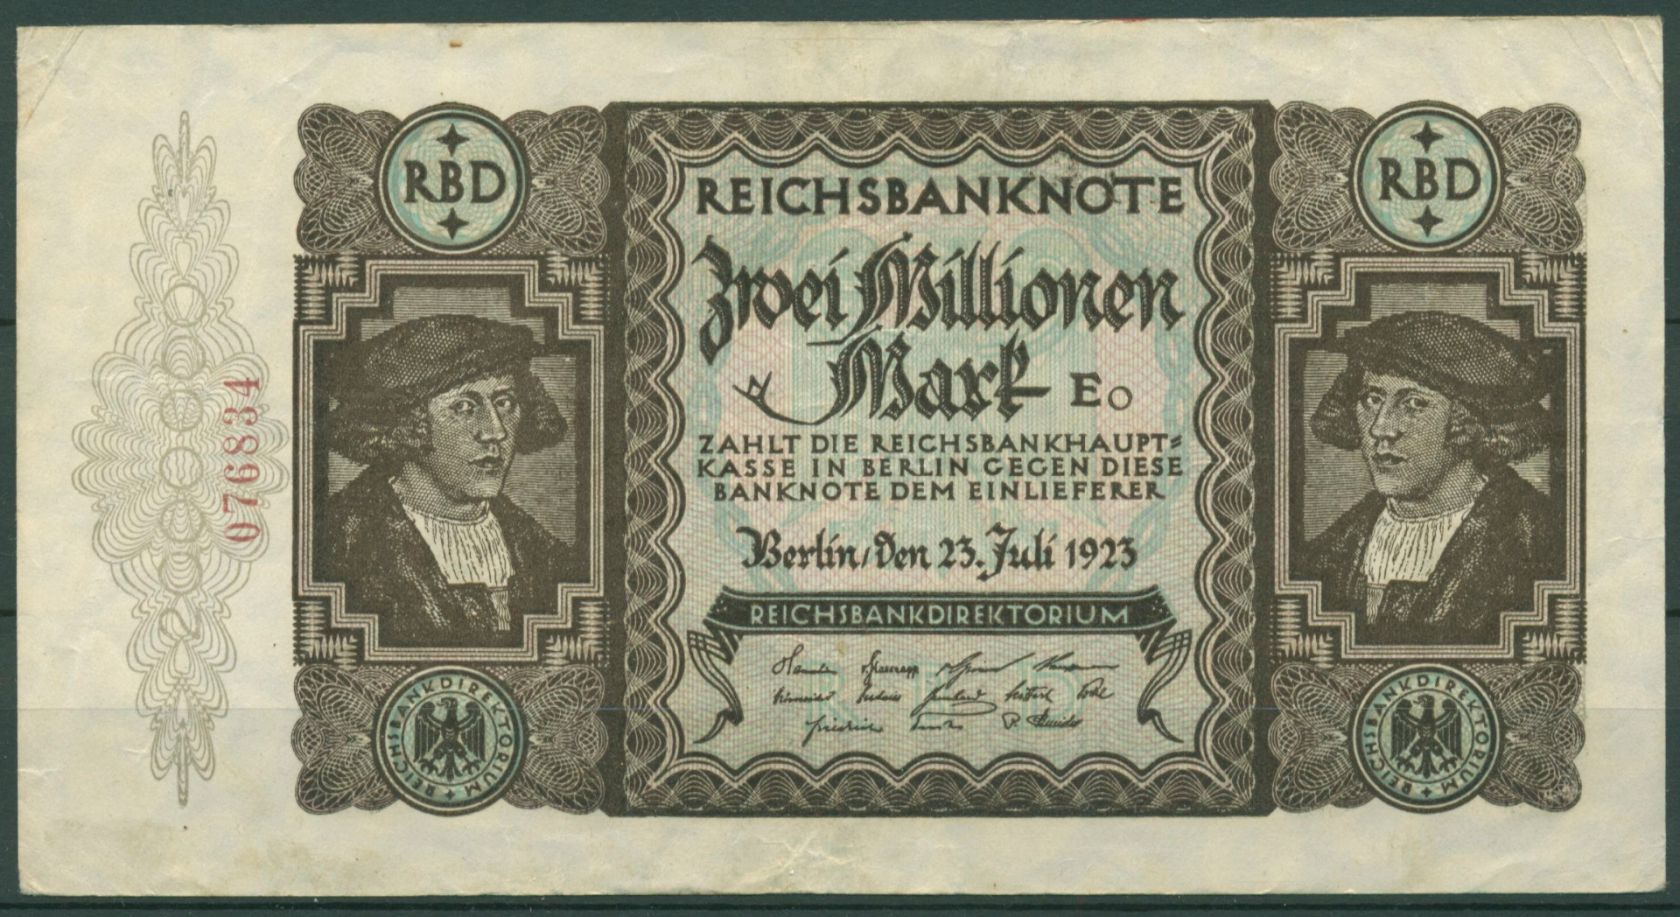 RBD
RBD
REICHSBANKNOTE
Zwei Millionen
Mark Eo
ZAHLT DIE REICHSBANKHAUPT=
KASSE IN BERLIN GEGEN DIESE
BANKNOTE DEM EINLIEFERER
Berlin, den 23. Juli 1923
REICHSBANKDIREKTORIUM
076834
REICHSBANKDIREKTORIUM
REICHSBANKDIREKTORIUM